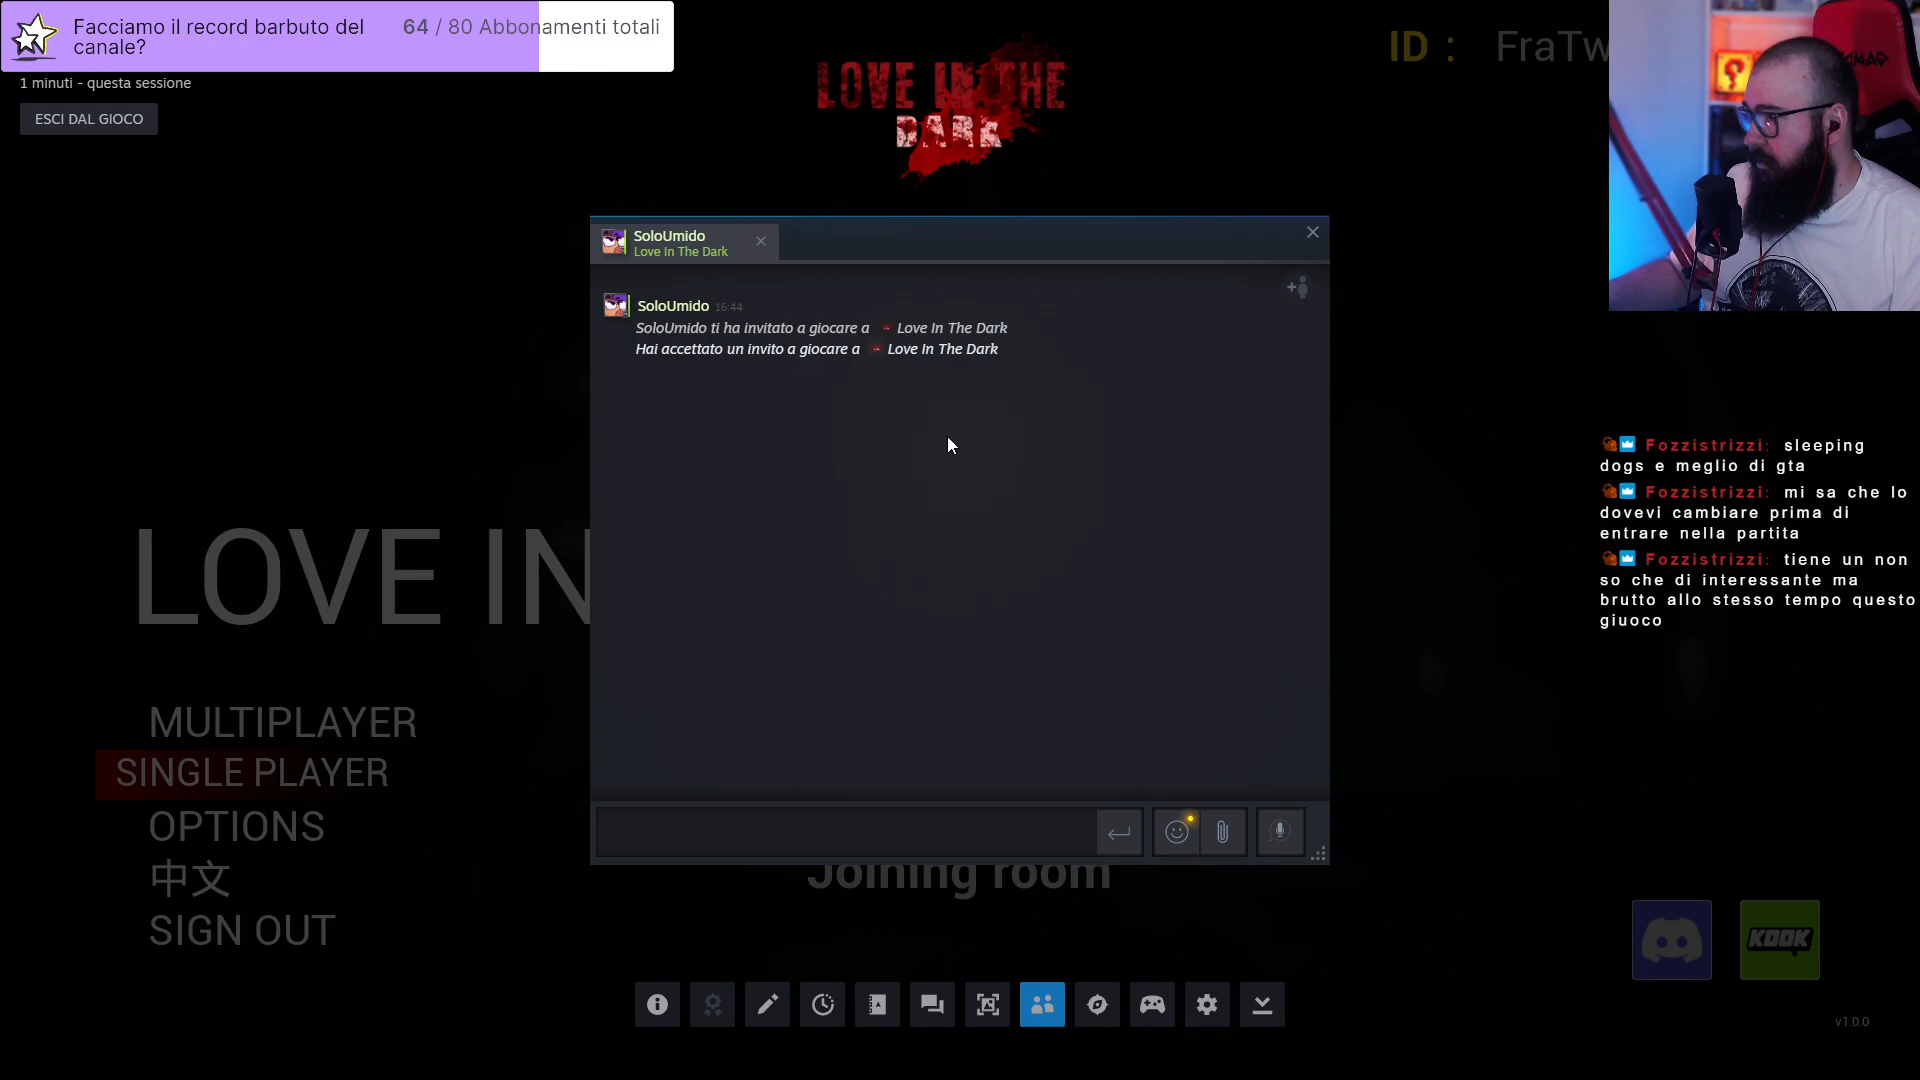 Facciamo il record barbuto del
canale?
64 / 80 Abbonamenti totali
1 minuti - questa sessione
ESCI DAL GIOCO
LOVE IN THE
DARK
ID : FraTw
SoloUmido
Love In The Dark
SoloUmido 16:44
SoloUmido ti ha invitato a giocare a Love In The Dark
Hai accettato un invito a giocare a Love In The Dark
Fozzistrizzi: sleeping
dogs e meglio di gta
Fozzistrizzi: mi sa che lo
dovevi cambiare prima di
entrare nella partita
Fozzistrizzi: tiene un non
so che di interessante ma
brutto allo stesso tempo questo
giuoco
LOVE IN
MULTIPLAYER
SINGLE PLAYER
OPTIONS
中文
SIGN OUT
Joining room
KOOK
v1.0.0